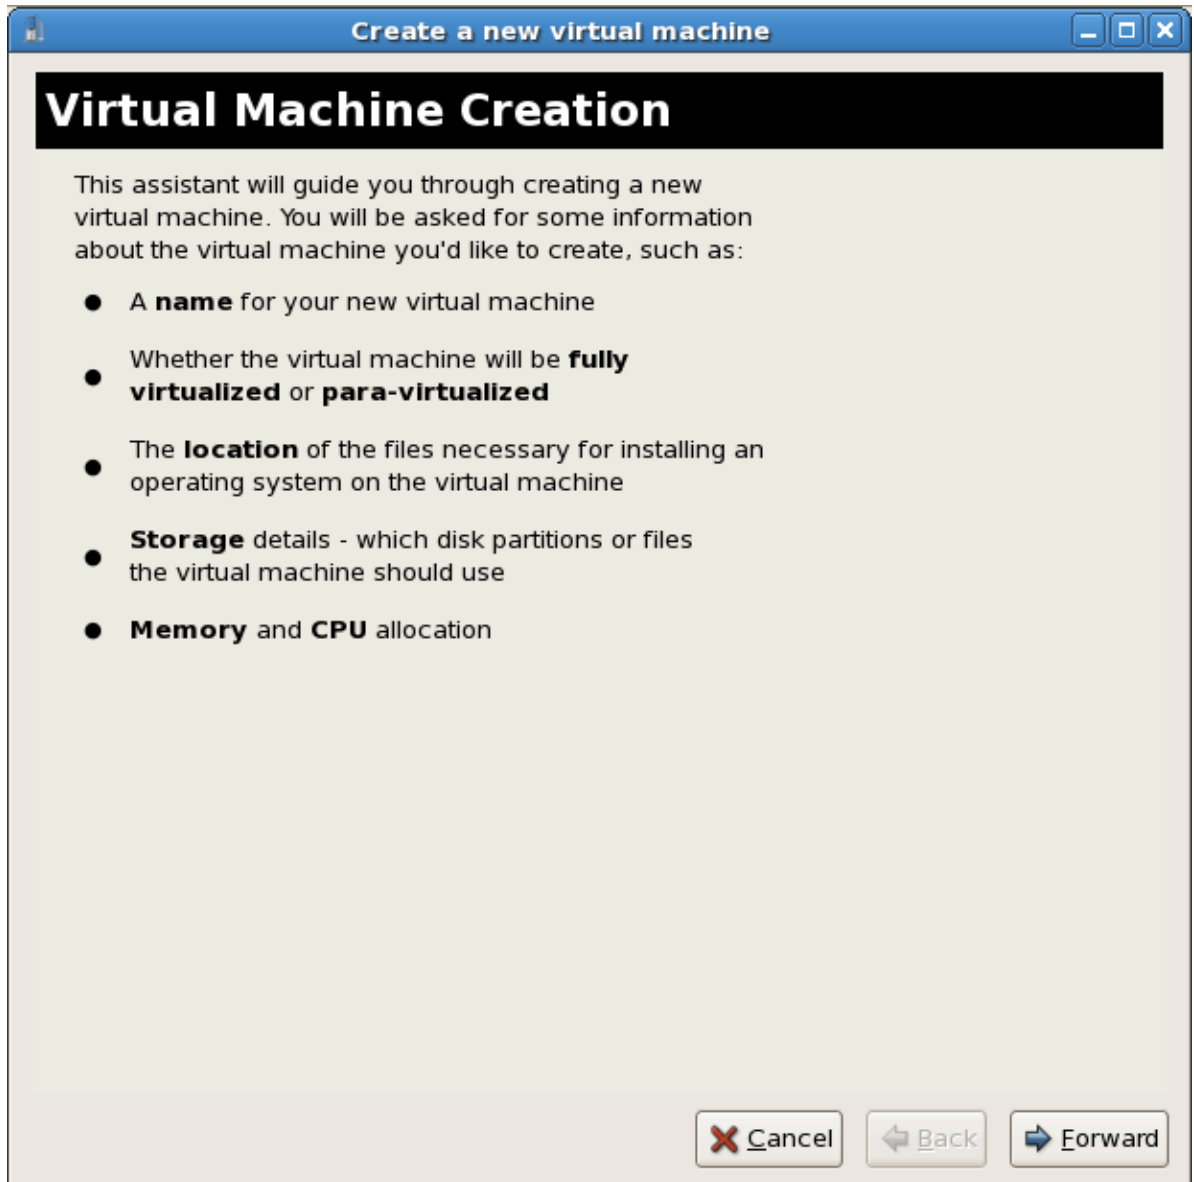 Create a new virtual machine
Virtual Machine Creation
This assistant will guide you through creating a new
virtual machine. You will be asked for some information
about the virtual machine you'd like to create, such as:
● A name for your new virtual machine
● Whether the virtual machine will be fully
virtualized or para-virtualized
● The location of the files necessary for installing an
operating system on the virtual machine
● Storage details - which disk partitions or files
the virtual machine should use
● Memory and CPU allocation
Cancel Back Forward